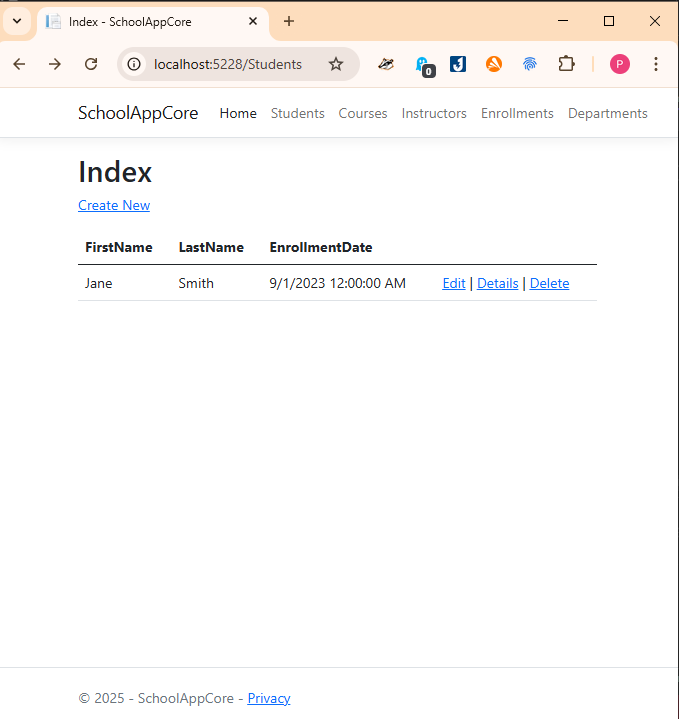 Index - SchoolAppCore
localhost:5228/Students
0
J
P
SchoolAppCore Home Students Courses Instructors Enrollments Departments
Index
Create New
FirstName LastName EnrollmentDate
Jane Smith 9/1/2023 12:00:00 AM Edit | Details | Delete
© 2025 - SchoolAppCore - Privacy